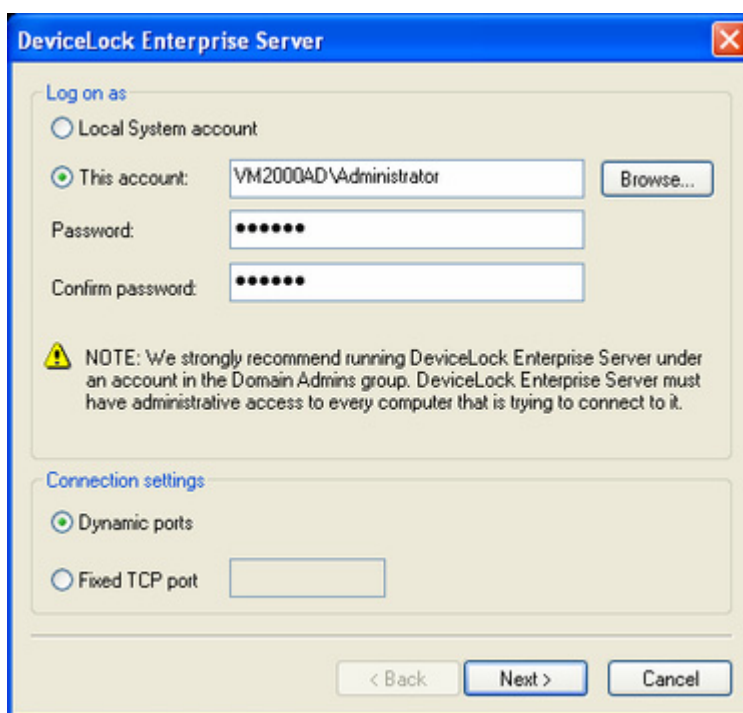 DeviceLock Enterprise Server
Log on as
Local System account
This account:
VM2000AD\Administrator
Browse...
Password:
●●●●●●
Confirm password:
●●●●●●
NOTE: We strongly recommend running DeviceLock Enterprise Server under
an account in the Domain Admins group. DeviceLock Enterprise Server must
have administrative access to every computer that is trying to connect to it.
Connection settings
Dynamic ports
Fixed TCP port
< Back
Next >
Cancel